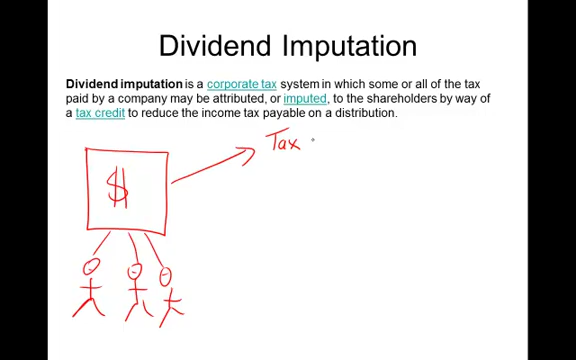 Dividend Imputation
Dividend imputation is a corporate tax system in which some or all of the tax
paid by a company may be attributed, or imputed, to the shareholders by way of
a tax credit to reduce the income tax payable on a distribution.
Tax
$